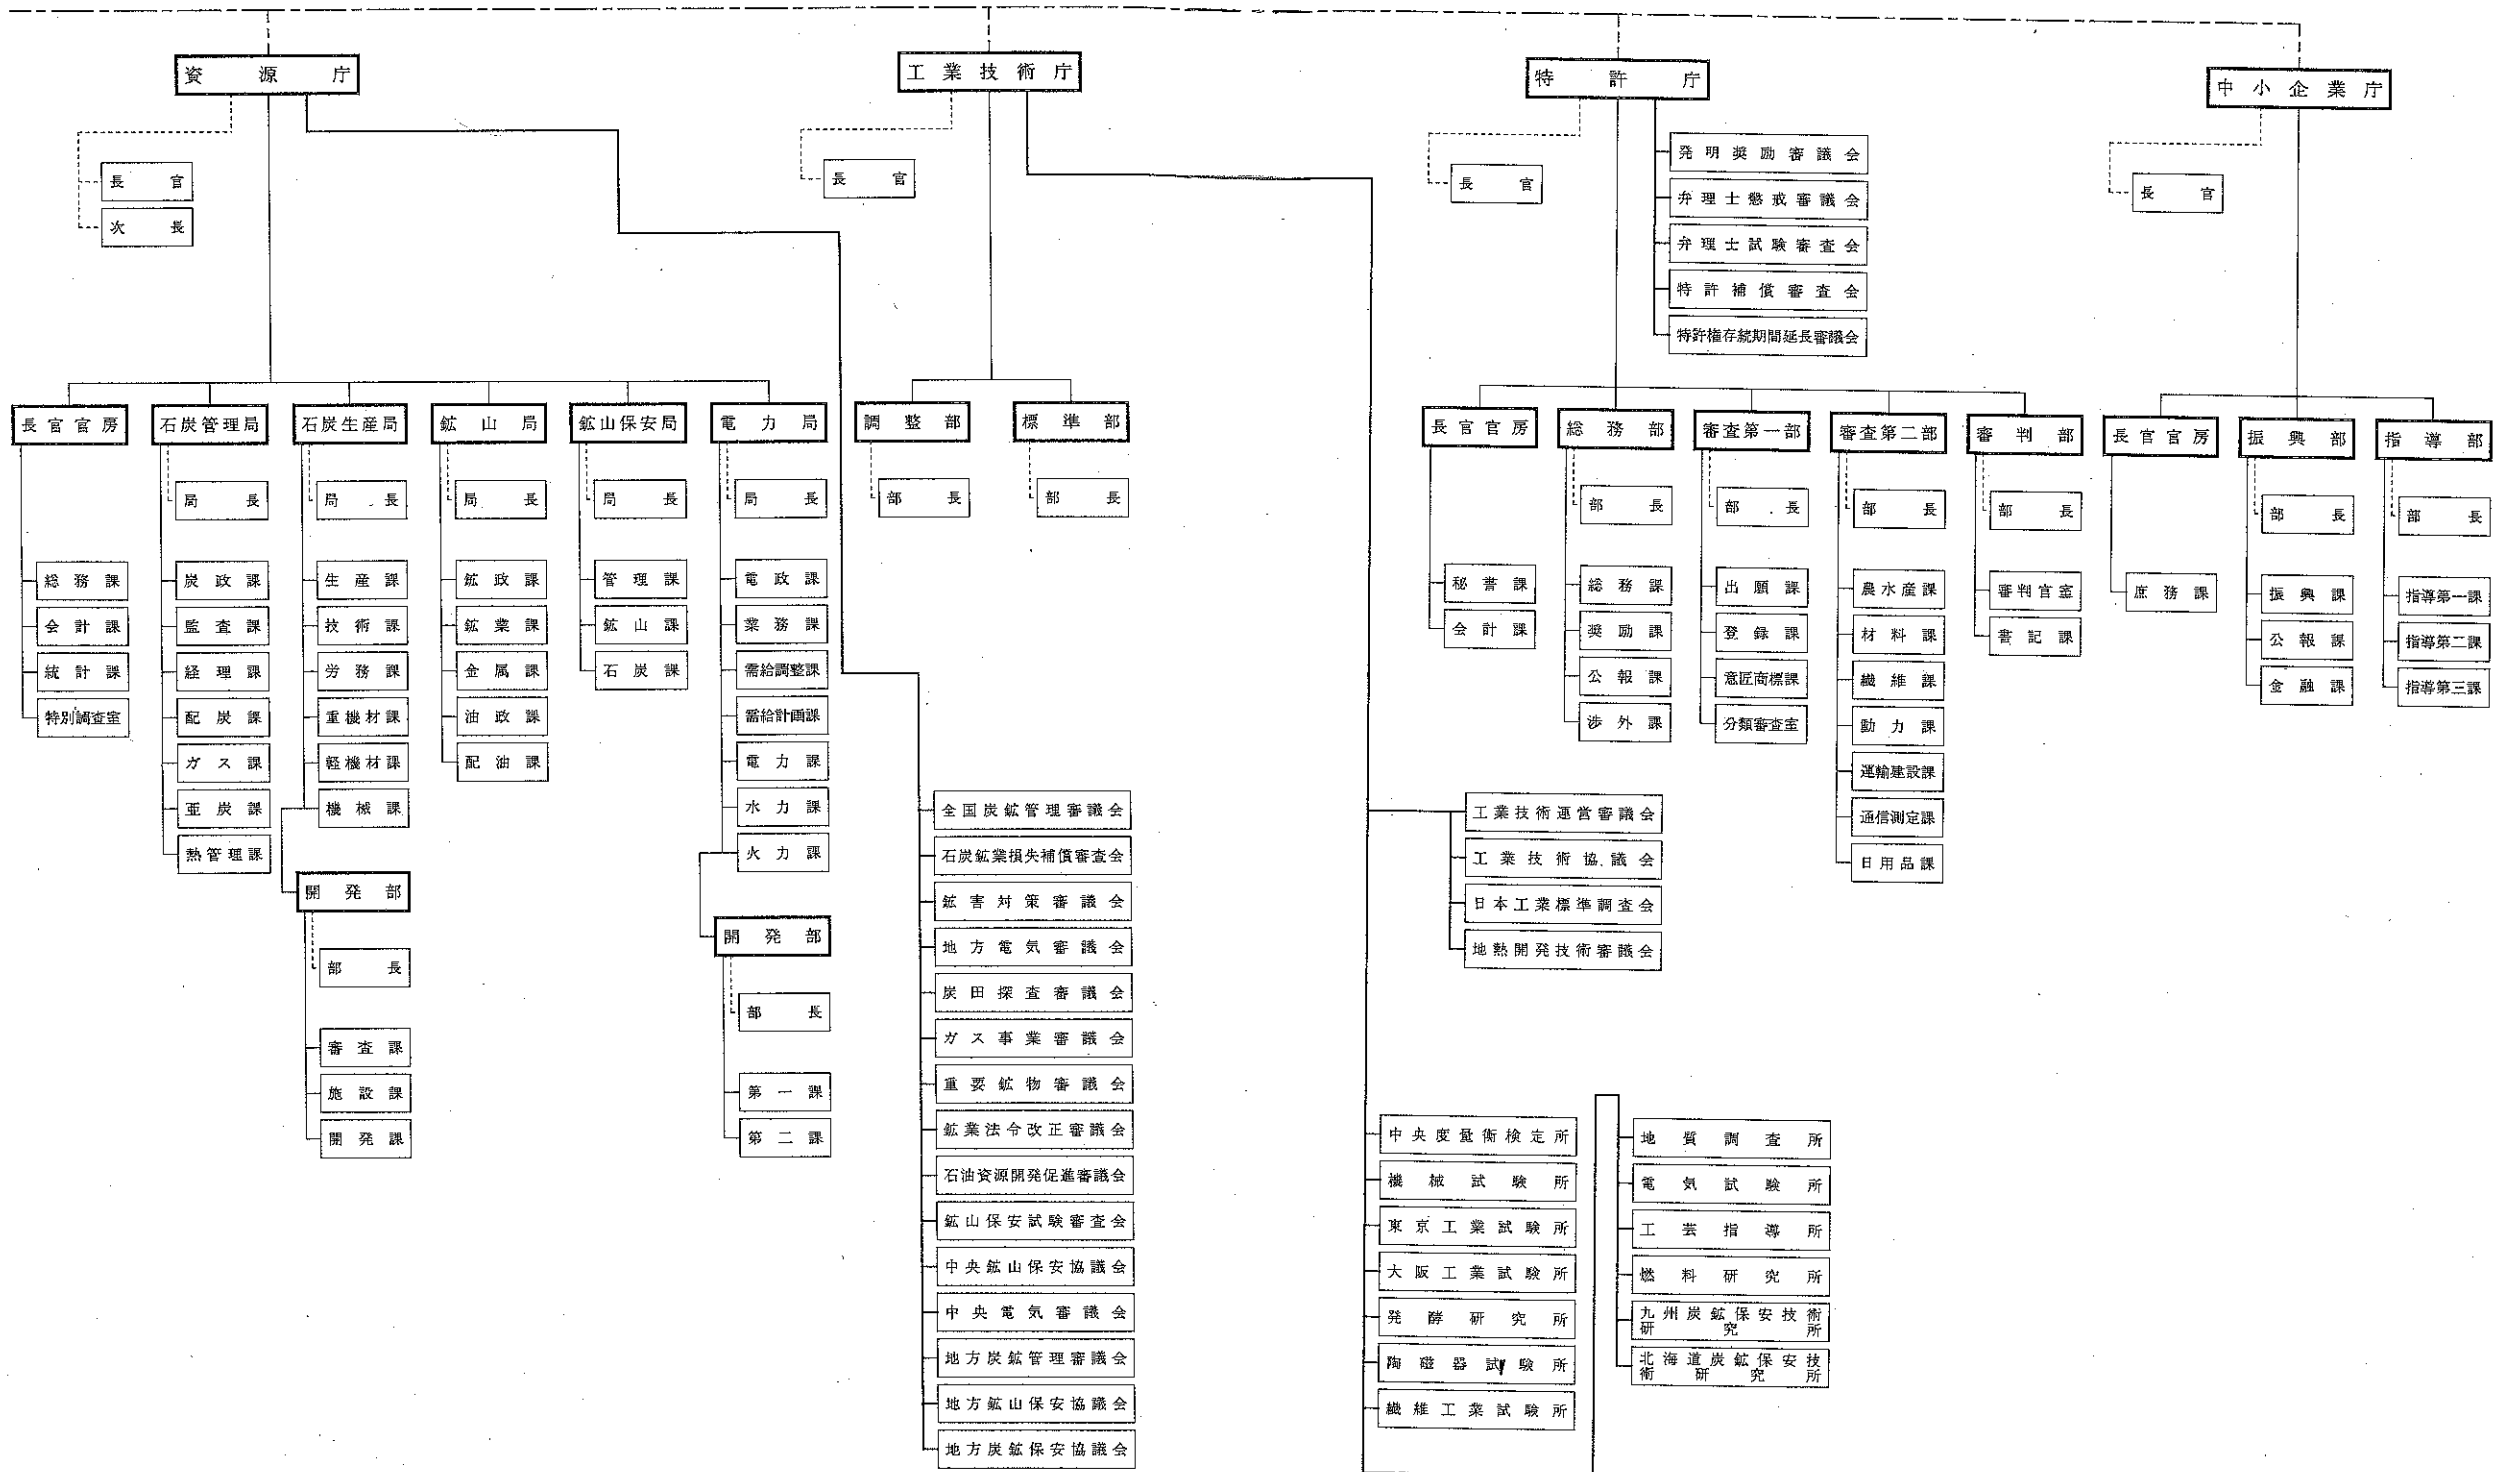 資源庁
長官
次長
長官官房
総務課
会計課
統計課
特別調査室
石炭管理局
局長
炭政課
監査課
経理課
配炭課
ガス課
亜炭課
熱管理課
石炭生産局
局長
生産課
技術課
労務課
重機材課
軽機材課
機械課
開発部
部長
審査課
施設課
開発課
鉱山局
局長
鉱政課
鉱業課
金属課
油政課
配油課
鉱山保安局
局長
管理課
鉱山課
石炭課
電力局
局長
電政課
業務課
需給調整課
需給計画課
電力課
水力課
火力課
開発部
部長
第一課
第二課
全国炭鉱管理審議会
石炭鉱業損失補償審査会
鉱害対策審議会
地方電気審議会
炭田探査審議会
ガス事業審議会
重要鉱物審議会
鉱業法令改正審議会
石油資源開発促進審議会
鉱山保安試験審査会
中央鉱山保安協議会
中央電気審議会
地方炭鉱管理審議会
地方鉱山保安協議会
地方炭鉱保安協議会
工業技術庁
長官
調整部
部長
標準部
部長
工業技術運営審議会
工業技術協議会
日本工業標準調査会
地熱開発技術審議会
中央度量衡検定所
機械試験所
東京工業試験所
大阪工業試験所
発酵研究所
陶磁器試験所
繊維工業試験所
地質調査所
電気試験所
工芸指導所
燃料研究所
九州炭鉱保安技術
研究所
北海道炭鉱保安技
術研究所
特許庁
長官
発明奨励審議会
弁理士懲戒審議会
弁理士試験審査会
特許補償審査会
特許権存続期間延長審議会
長官官房
秘書課
会計課
総務部
部長
総務課
奨励課
公報課
渉外課
審査第一部
部長
出願課
登録課
意匠商標課
分類審査室
審査第二部
部長
農水産課
材料課
繊維課
動力課
運輸建設課
通信測定課
日用品課
審判部
部長
審判官室
書記課
中小企業庁
長官
長官官房
庶務課
振興部
部長
振興課
公報課
金融課
指導部
部長
指導第一課
指導第二課
指導第三課